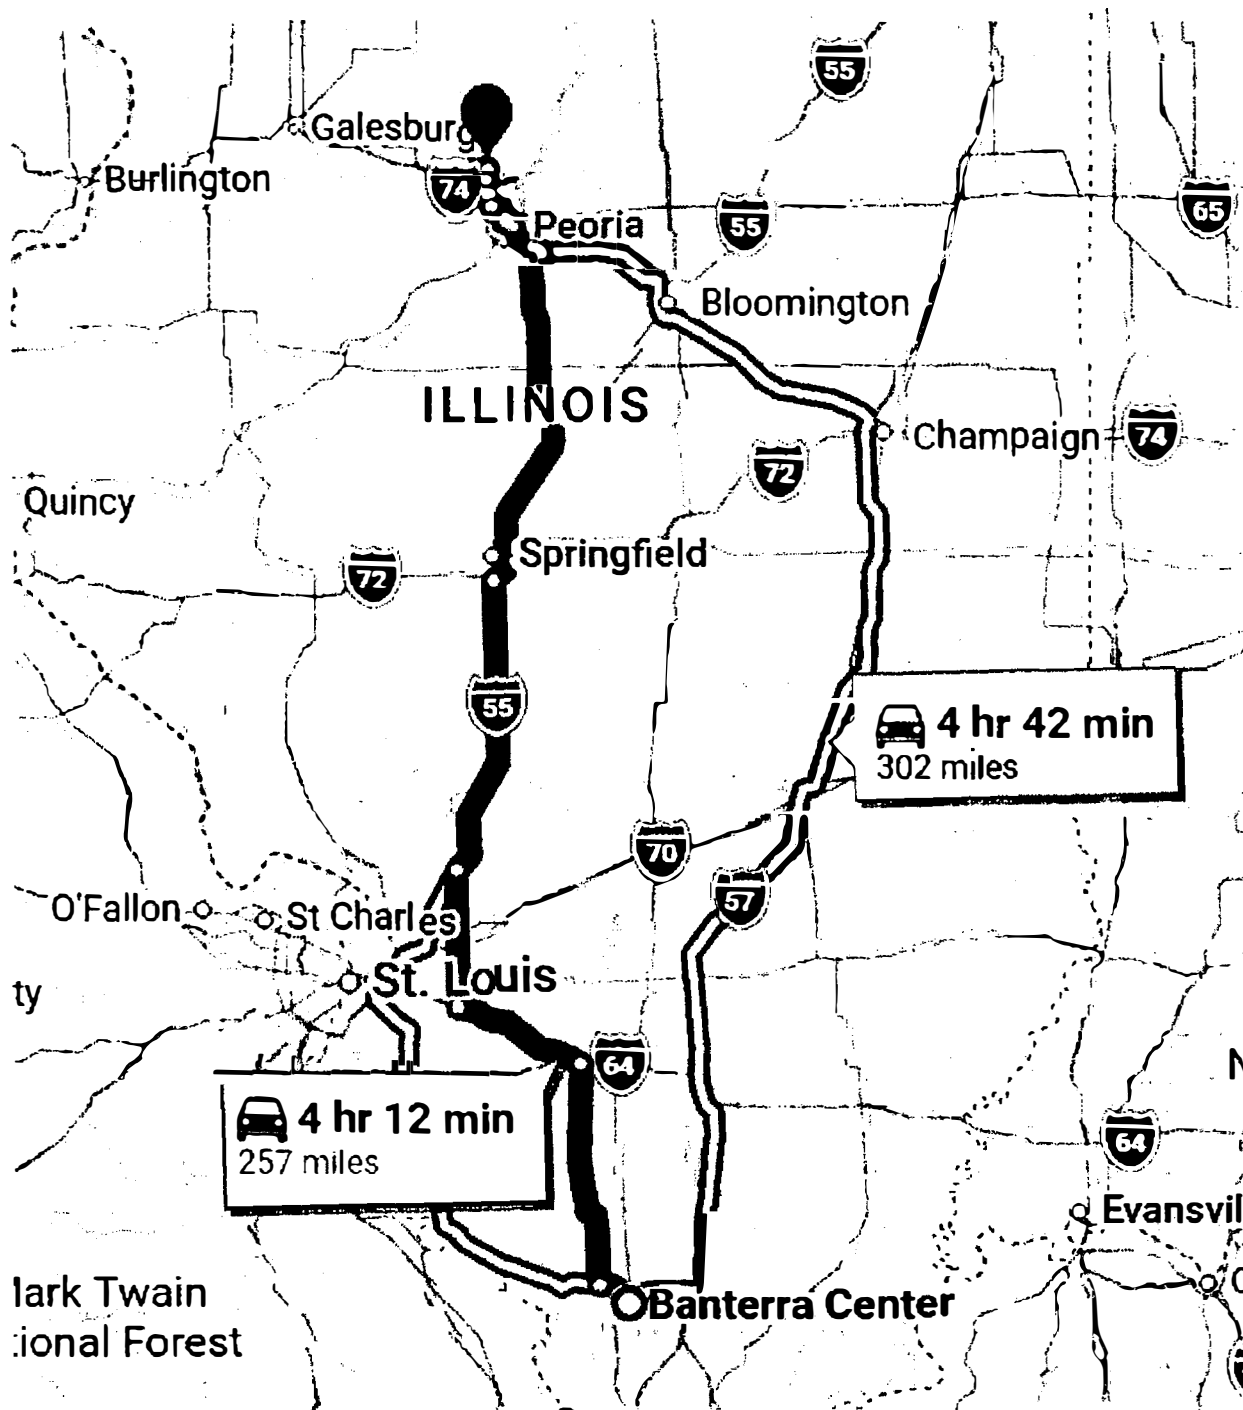 55
Galesburg
Burlington
74
65
Peoria
55
Bloomington
ILLINOIS
Champaign
74
72
Quincy
Springfield
72
55
4 hr 42 min
302 miles
70
57
O'Fallon
St Charles
St. Louis
ty
64
4 hr 12 min
257 miles
64
Evansvil
lark Twain
ional Forest
Banterra Center